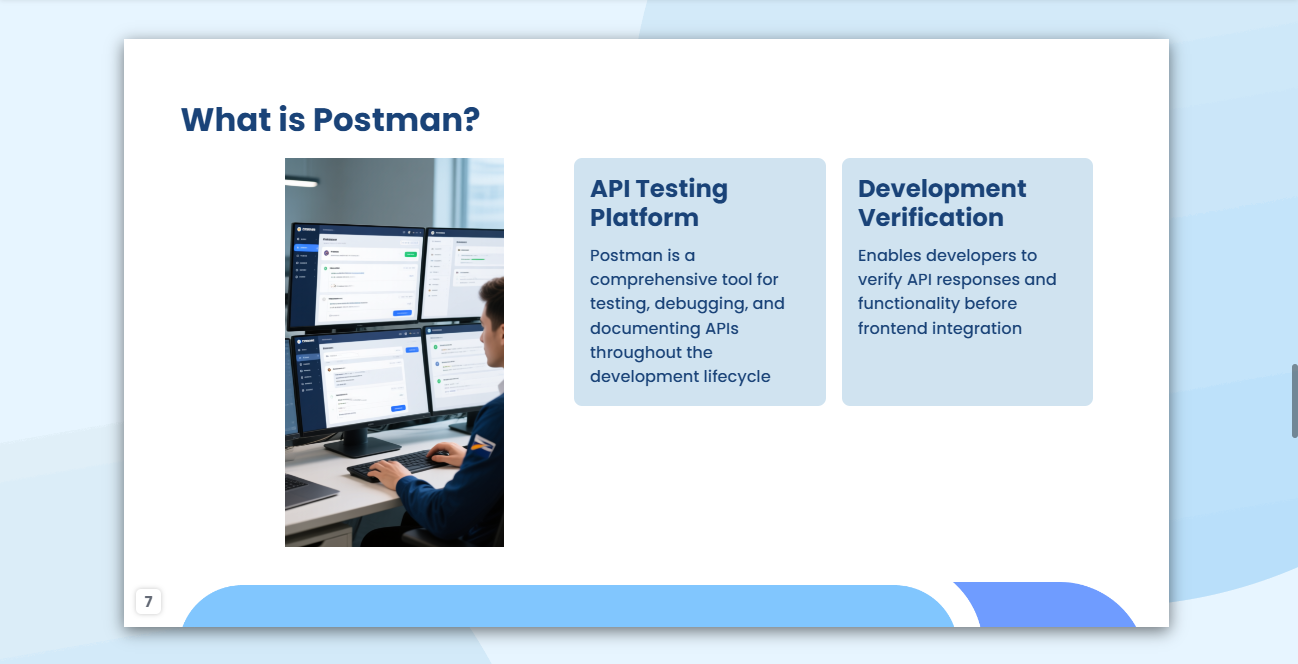 What is Postman?
API Testing
Platform
Postman is a
comprehensive tool for
testing, debugging, and
documenting APIs
throughout the
development lifecycle
Development
Verification
Enables developers to
verify API responses and
functionality before
frontend integration
7